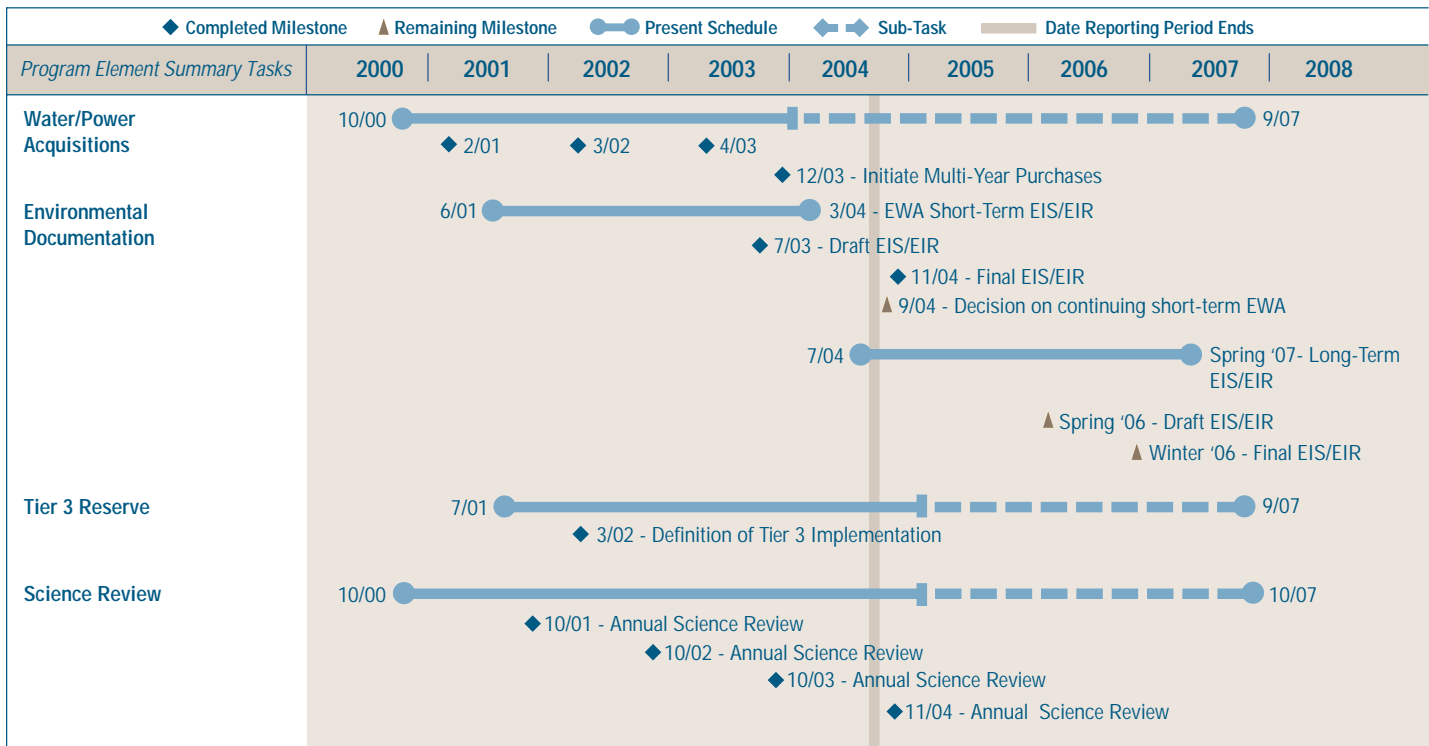 Completed Milestone Remaining Milestone Present Schedule Sub-Task Date Reporting Period Ends
Program Element Summary Tasks 2000 2001 2002 2003 2004 2005 2006 2007 2008
Water/Power
Acquisitions
10/00 9/07
2/01 3/02 4/03
12/03 - Initiate Multi-Year Purchases
Environmental
Documentation
6/01 3/04 - EWA Short-Term EIS/EIR
7/03 - Draft EIS/EIR
11/04 - Final EIS/EIR
9/04 - Decision on continuing short-term EWA
7/04 Spring ‘07- Long-Term
EIS/EIR
Spring ‘06 - Draft EIS/EIR
Winter ‘06 - Final EIS/EIR
Tier 3 Reserve
7/01 9/07
3/02 - Definition of Tier 3 Implementation
Science Review
10/00 10/07
10/01 - Annual Science Review
10/02 - Annual Science Review
10/03 - Annual Science Review
11/04 - Annual Science Review